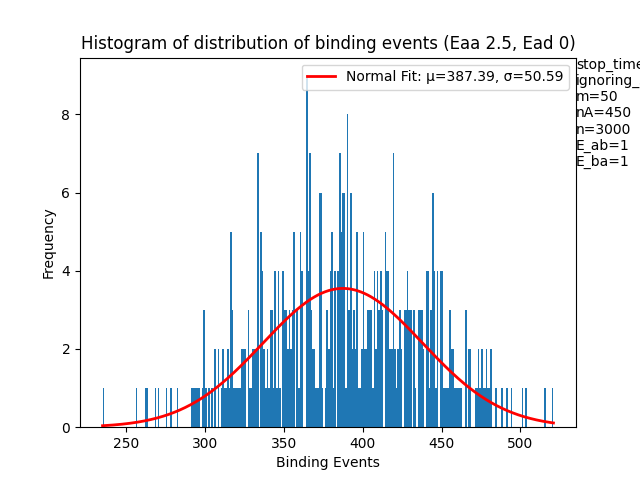 Histogram of distribution of binding events (Eaa 2.5, Ead 0)
Normal Fit: μ=387.39, σ=50.59
stop_time
ignoring_
m=50
nA=450
n=3000
E_ab=1
E_ba=1
Frequency
8
6
4
2
0
250 300 350 400 450 500
Binding Events